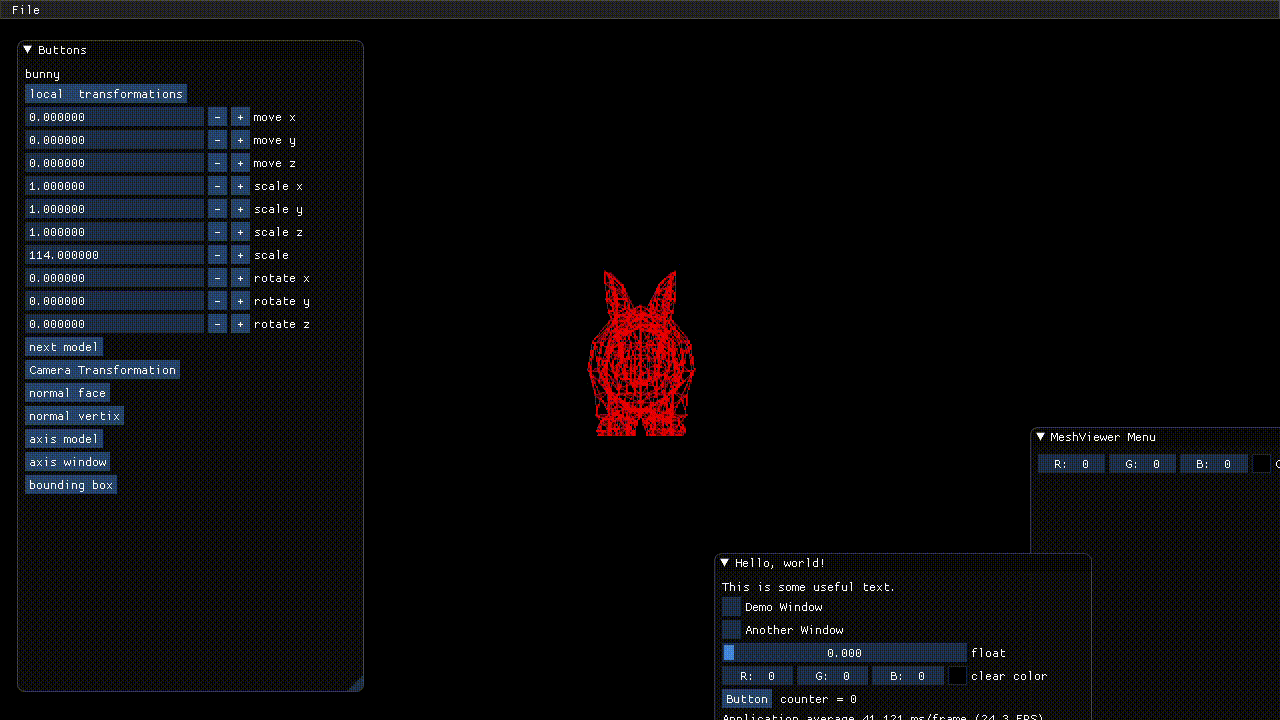 File
Buttons
bunny
local  transformations
0.000000 - + move x
0.000000 - + move y
0.000000 - + move z
1.000000 - + scale x
1.000000 - + scale y
1.000000 - + scale z
114.000000 - + scale
0.000000 - + rotate x
0.000000 - + rotate y
0.000000 - + rotate z
next model
Camera Transformation
normal face
normal vertix
axis model
axis window
bounding box
MeshViewer Menu
R: 0 G: 0 B: 0
Hello, world!
This is some useful text.
Demo Window
Another Window
0.000 float
R: 0 G: 0 B: 0 clear color
Button counter = 0
Application average 41.121 ms/frame (24.3 FPS)